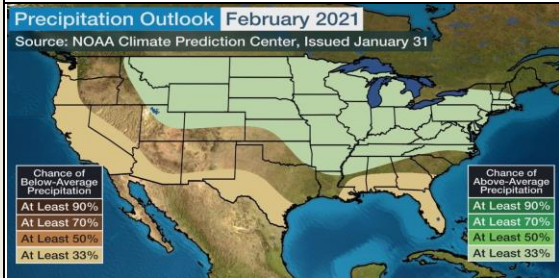 Precipitation Outlook February 2021
Source: NOAA Climate Prediction Center, Issued January 31
Chance of
Below-Average
Precipitation
At Least 90%
At Least 70%
At Least 50%
At Least 33%
Chance of
Above-Average
Precipitation
At Least 90%
At Least 70%
At Least 50%
At Least 33%